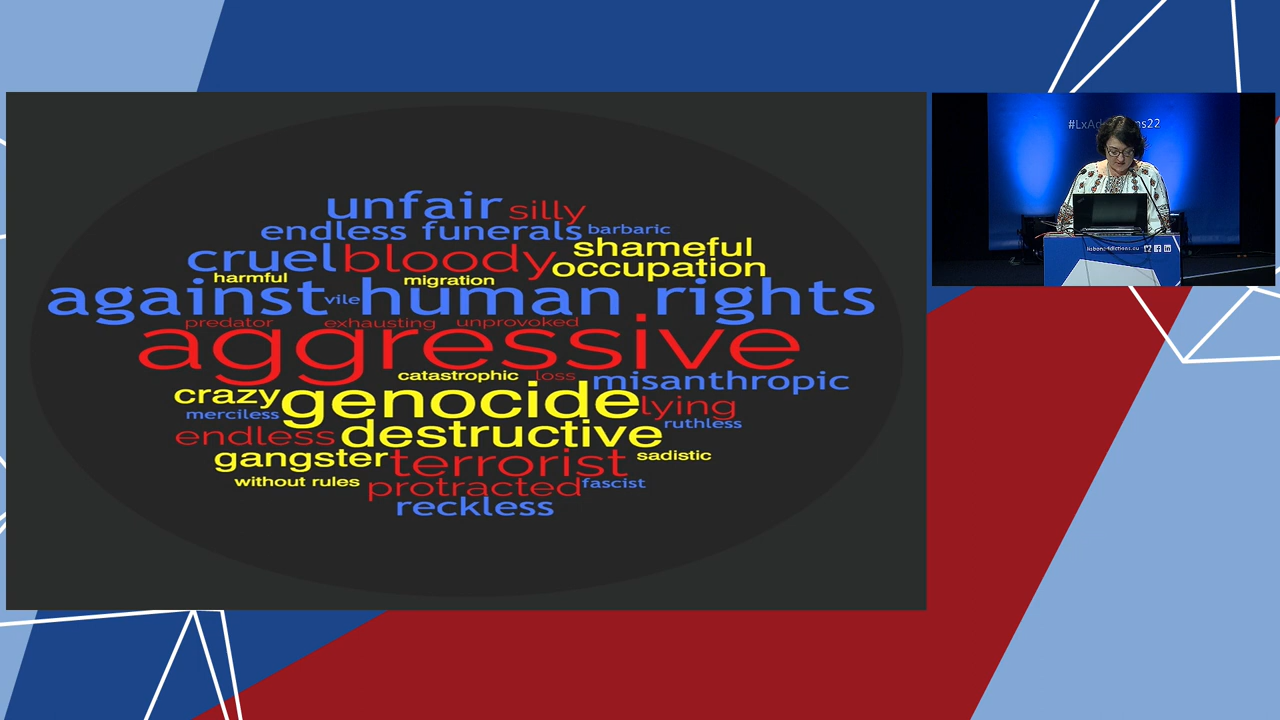 unfair silly
endless funerals barbaric
cruel bloody shameful
occupation
harmful migration
against vile human rights
predator exhausting unprovoked
aggressive
catastrophic loss misanthropic
crazy genocide lying
merciless ruthless
endless destructive
gangster terrorist sadistic
without rules protracted fascist
reckless